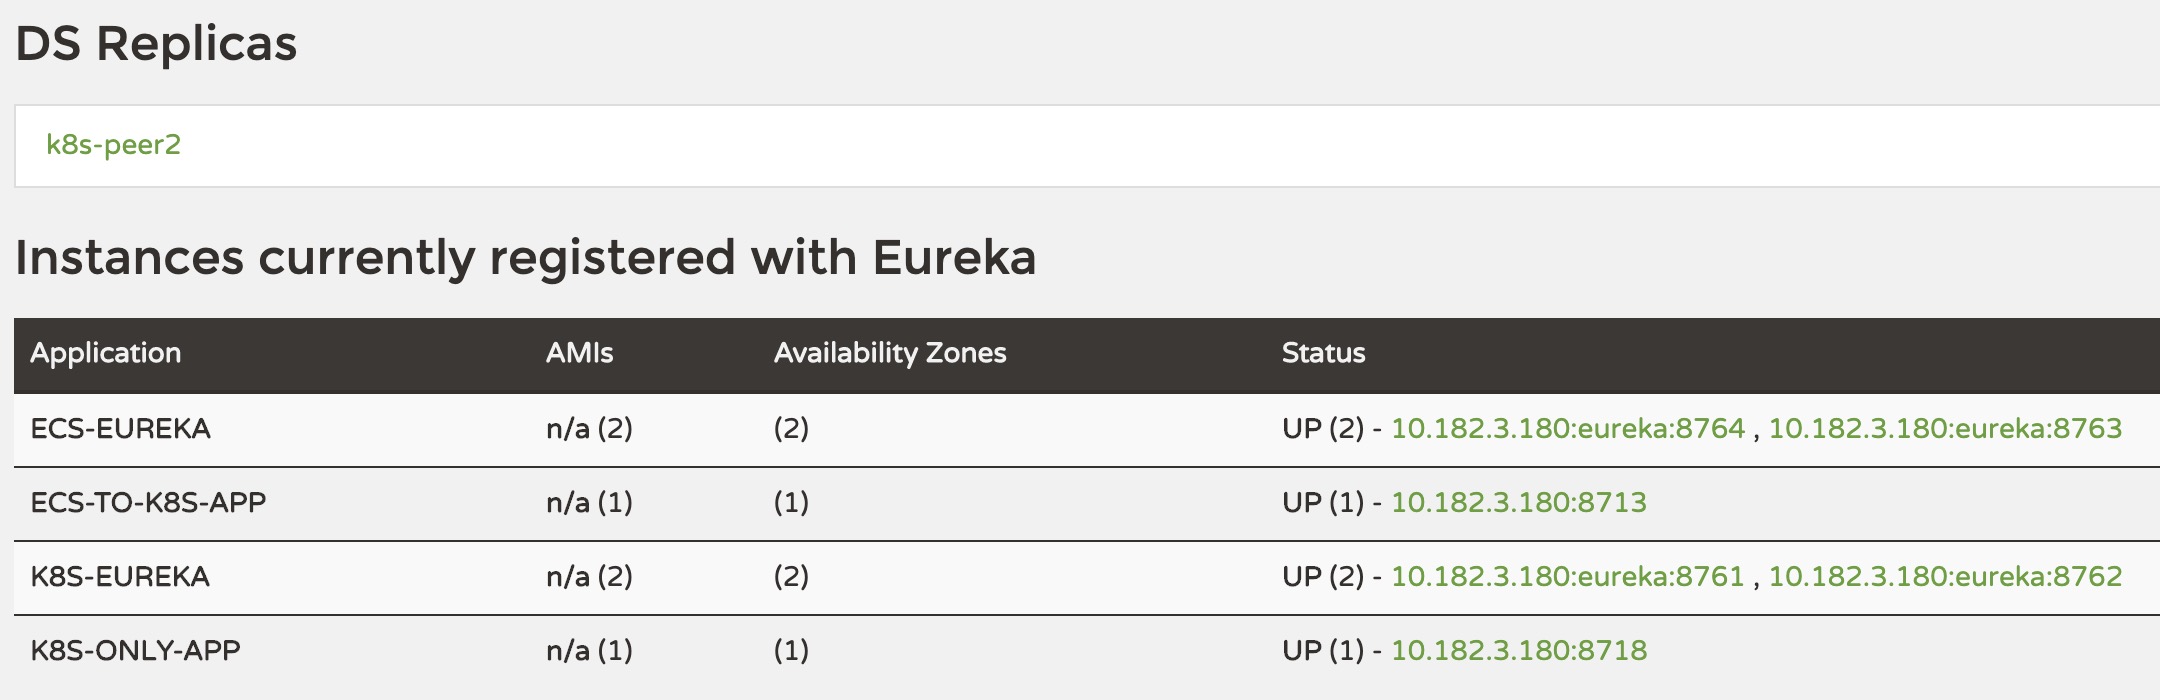 DS Replicas
k8s-peer2
Instances currently registered with Eureka
Application AMIs Availability Zones Status
ECS-EUREKA n/a (2) (2) UP (2) - 10.182.3.180:eureka:8764 , 10.182.3.180:eureka:8763
ECS-TO-K8S-APP n/a (1) (1) UP (1) - 10.182.3.180:8713
K8S-EUREKA n/a (2) (2) UP (2) - 10.182.3.180:eureka:8761 , 10.182.3.180:eureka:8762
K8S-ONLY-APP n/a (1) (1) UP (1) - 10.182.3.180:8718